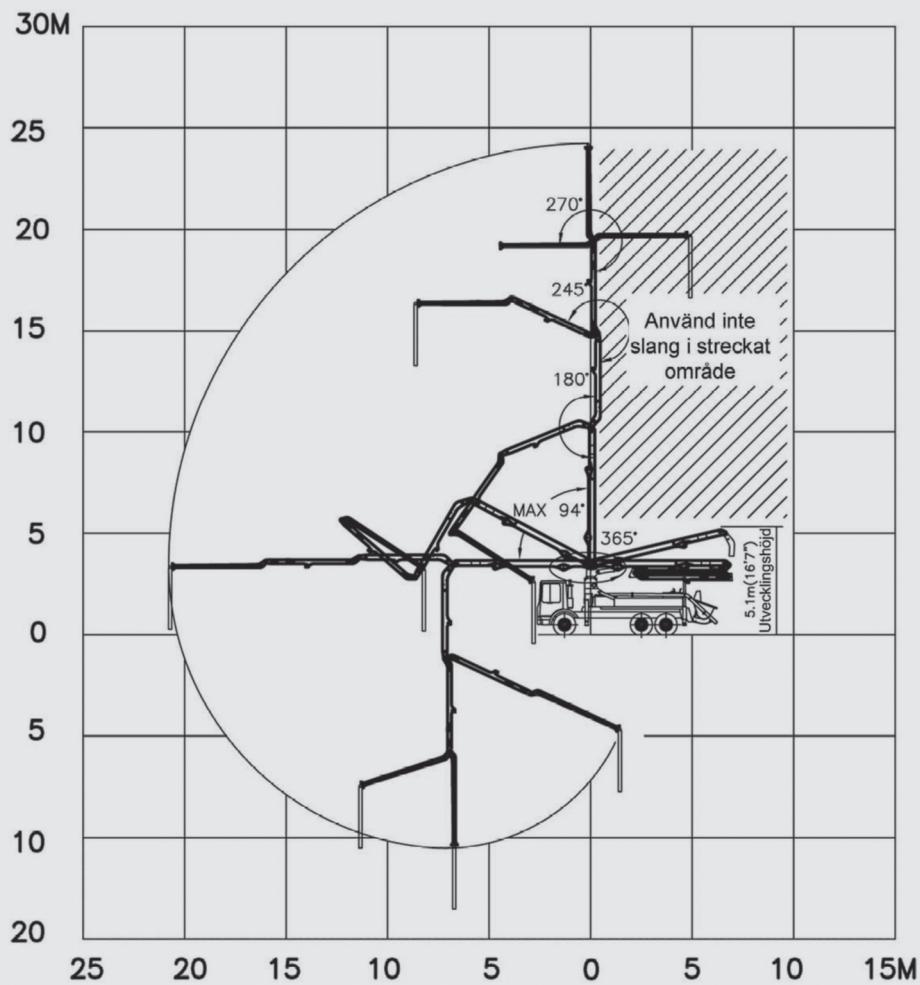 30M
25
20
270°
245°
15
Använd inte
slang i streckat
område
180°
10
MAX 94°
5
365°
5.1m(16'7")
Utvecklingshöjd
0
5
10
20
25 20 15 10 5 0 5 10 15M